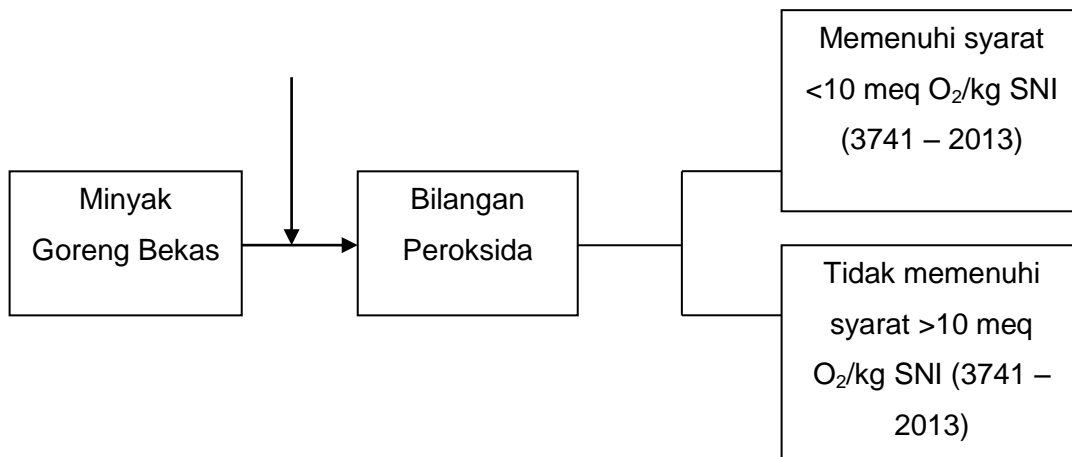 Minyak
Goreng Bekas
Bilangan
Peroksida
Memenuhi syarat
<10 meq O₂/kg SNI
(3741 – 2013)
Tidak memenuhi
syarat >10 meq
O₂/kg SNI (3741 –
2013)